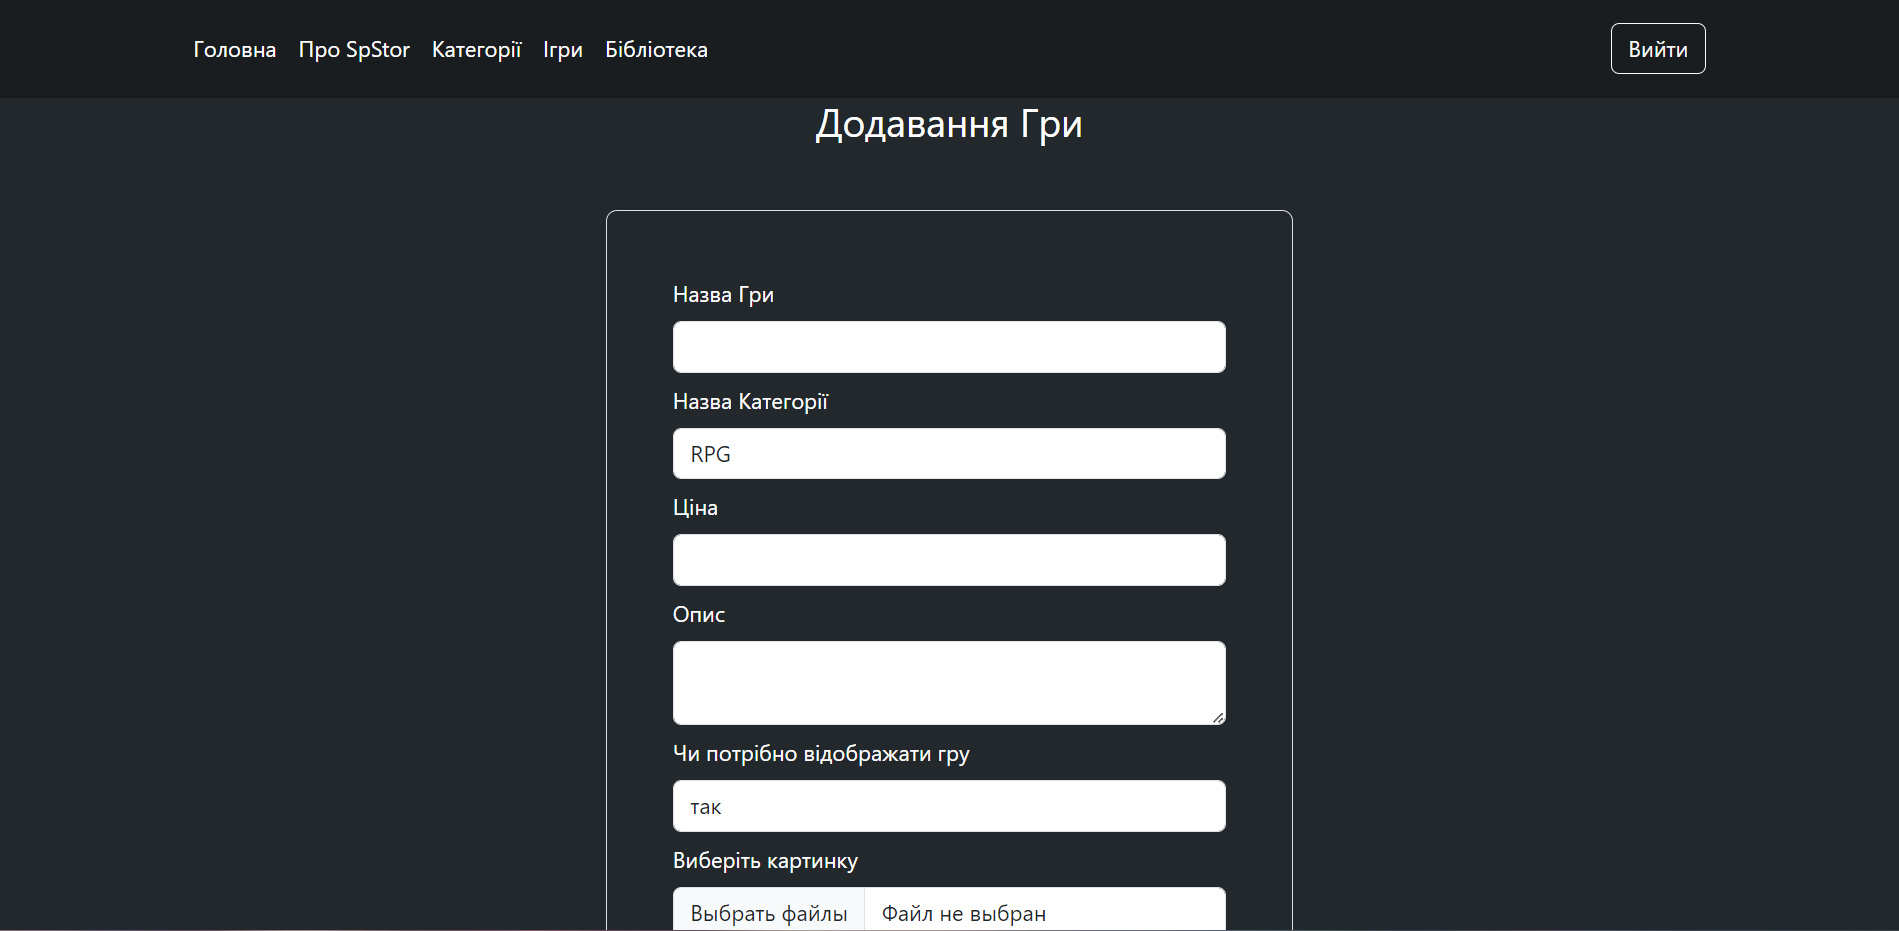 Головна Про SpStor Категорії Ігри Бібліотека Вийти
Додавання Гри
Назва Гри
Назва Категорії
RPG
Ціна
Опис
Чи потрібно відображати гру
так
Виберіть картинку
Выбрать файлы Файл не выбран